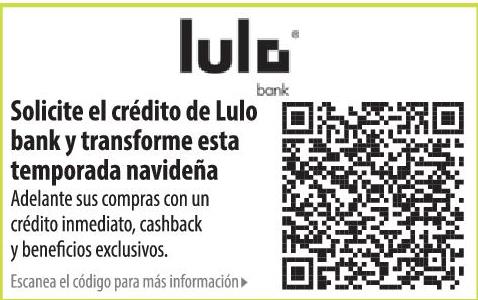 lulo®
bank
Solicite el crédito de Lulo
bank y transforme esta
temporada navideña
Adelante sus compras con un
crédito inmediato, cashback
y beneficios exclusivos.
Escanea el código para más información▶